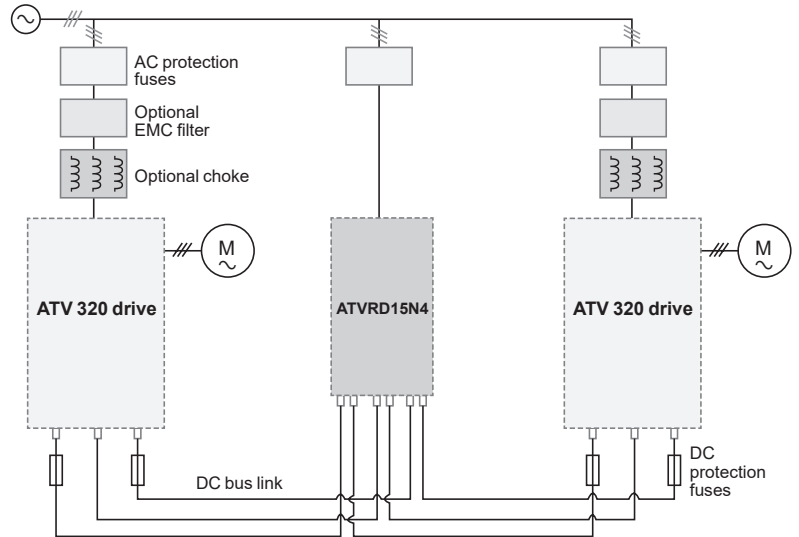 AC protection
fuses
Optional
EMC filter
Optional choke
M
M
ATV 320 drive
ATVRD15N4
ATV 320 drive
DC bus link
DC
protection
fuses